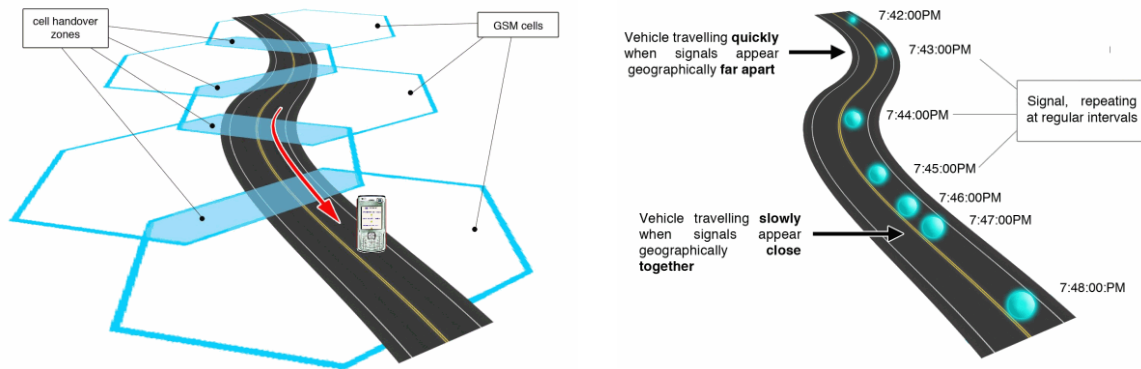 cell handover
zones
GSM cells
Vehicle travelling quickly
when signals appear
geographically far apart
7:42:00PM
7:43:00PM
7:44:00PM
Signal, repeating
at regular intervals
7:45:00PM
7:46:00PM
7:47:00PM
Vehicle travelling slowly
when signals appear
geographically close
together
7:48:00:PM